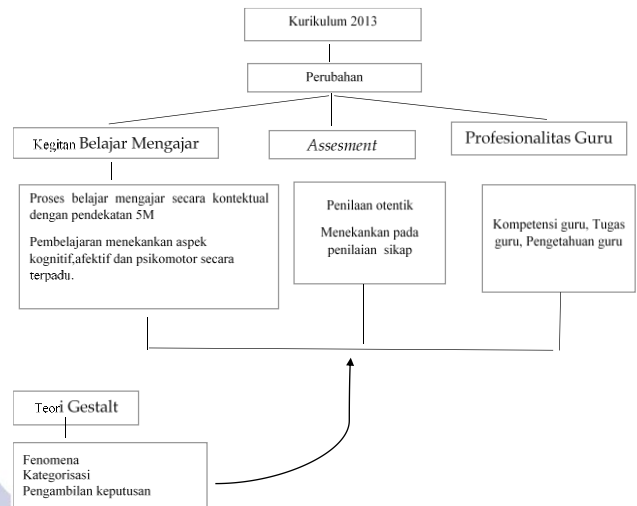 Kurikulum 2013
Perubahan
Kegitan Belajar Mengajar
Assesment
Profesionalitas Guru
Proses belajar mengajar secara kontektual
dengan pendekatan 5M
Pembelajaran menekankan aspek
kognitif,afektif dan psikomotor secara
terpadu.
Penilaan otentik
Menekankan pada
penilaian sikap
Kompetensi guru, Tugas
guru, Pengetahuan guru
Teori Gestalt
Fenomena
Kategorisasi
Pengambilan keputusan